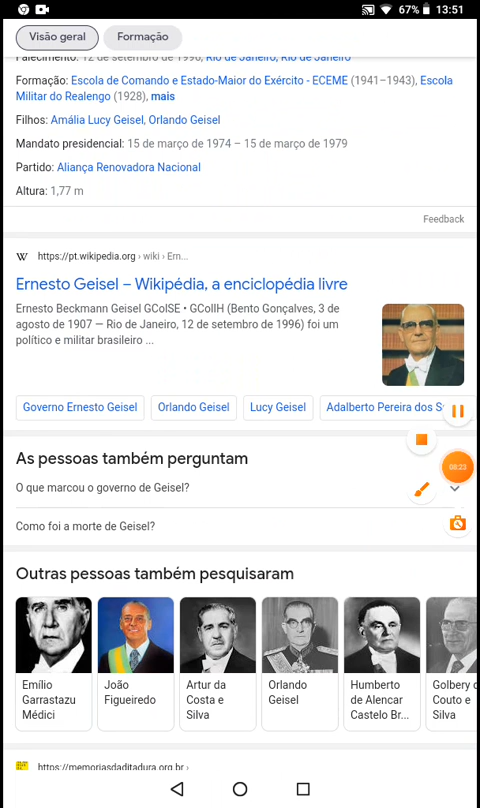 67% 13:51
Visão geral Formação
Falecimento: 12 de setembro de 1996, Rio de Janeiro, Rio de Janeiro
Formação: Escola de Comando e Estado-Maior do Exército - ECEME (1941–1943), Escola
Militar do Realengo (1928), mais
Filhos: Amália Lucy Geisel, Orlando Geisel
Mandato presidencial: 15 de março de 1974 – 15 de março de 1979
Partido: Aliança Renovadora Nacional
Altura: 1,77 m
Feedback
W https://pt.wikipedia.org › wiki › Ern...
Ernesto Geisel – Wikipédia, a enciclopédia livre
Ernesto Beckmann Geisel GColSE • GColIH (Bento Gonçalves, 3 de
agosto de 1907 — Rio de Janeiro, 12 de setembro de 1996) foi um
político e militar brasileiro ...
Governo Ernesto Geisel Orlando Geisel Lucy Geisel Adalberto Pereira dos S
08:23
As pessoas também perguntam
O que marcou o governo de Geisel?
Como foi a morte de Geisel?
Outras pessoas também pesquisaram
Emílio
Garrastazu
Médici
João
Figueiredo
Artur da
Costa e
Silva
Orlando
Geisel
Humberto
de Alencar
Castelo Br...
Golbery d
Couto e
Silva
https://memoriasdaditadura.org.br ›